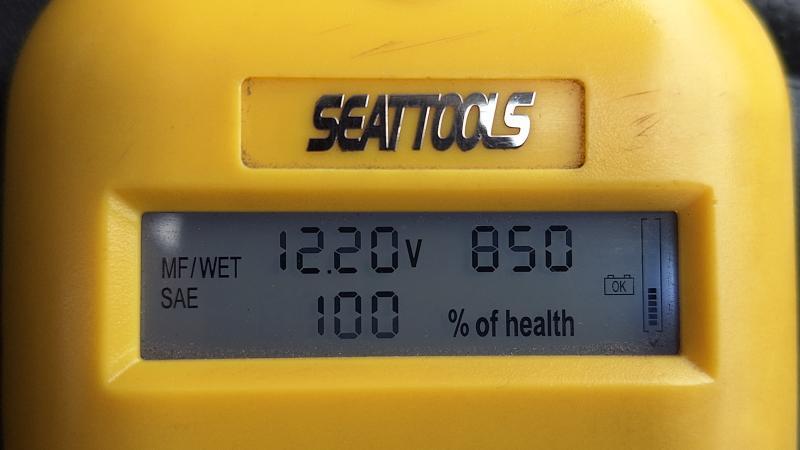 SEATTOOLS
MF/WET 12.20V 850
SAE 100 % of health
OK